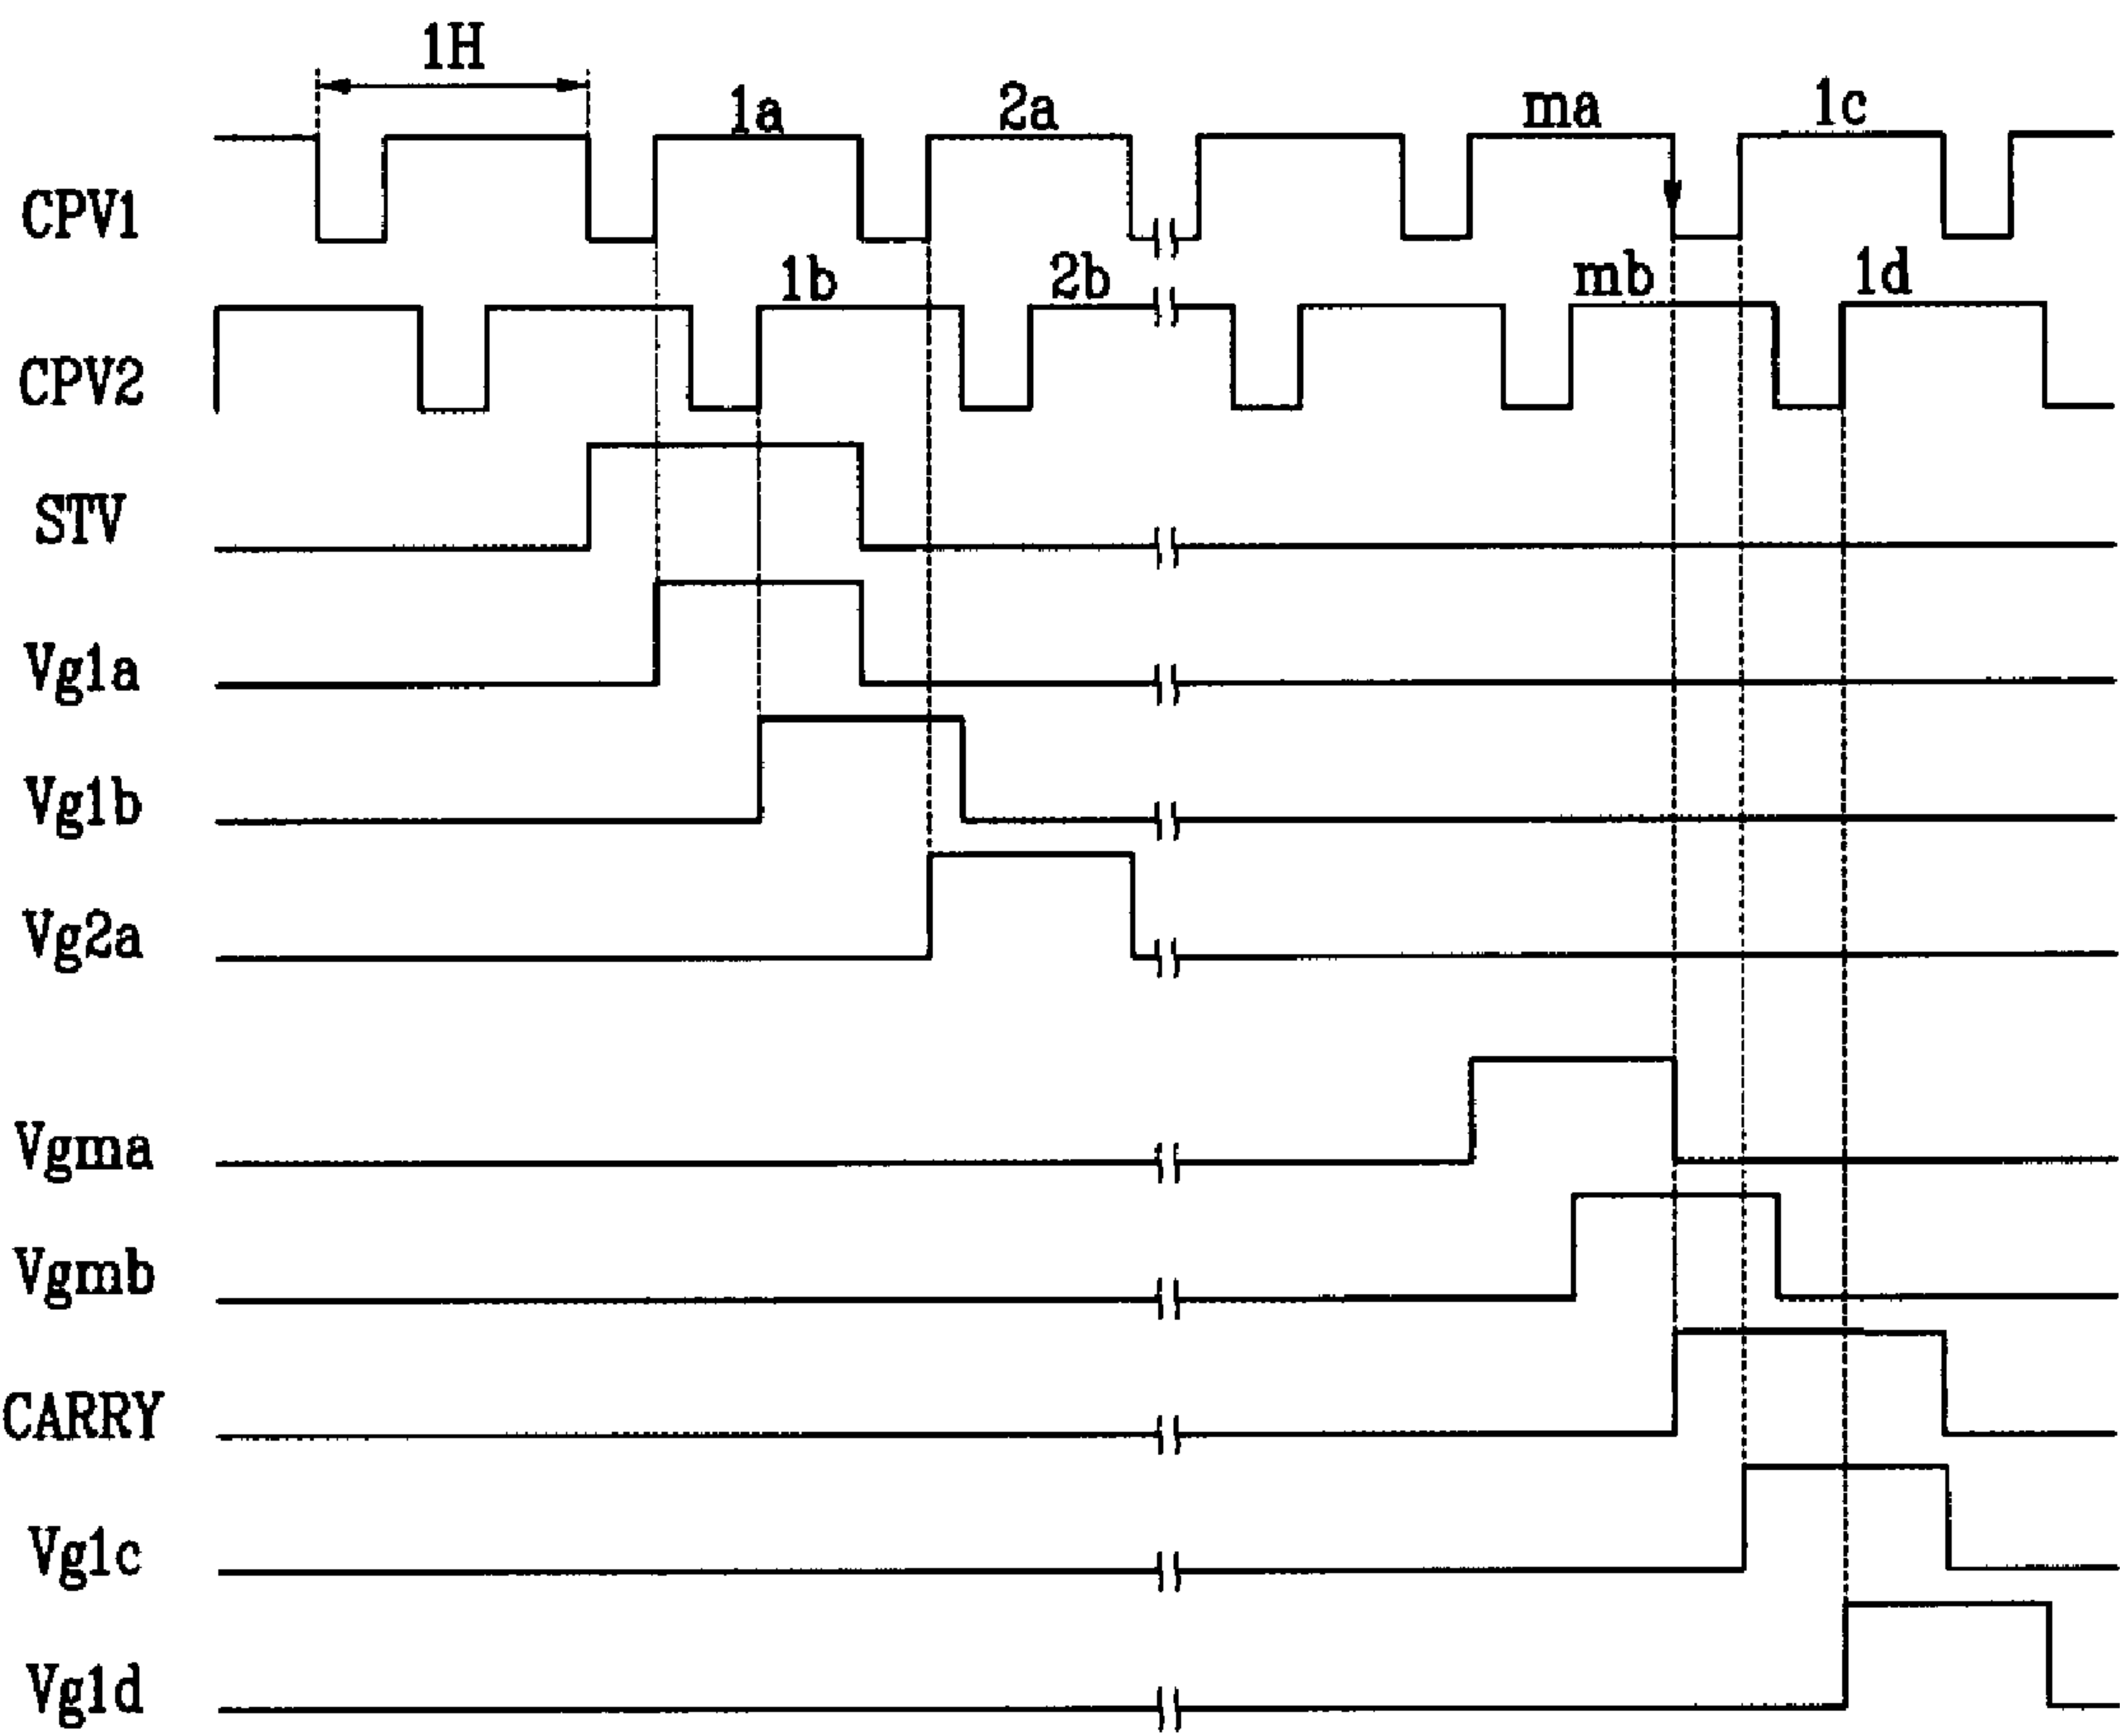 1H
1a 2a ma 1c
CPV1
1b 2b mb 1d
CPV2
STV
Vg1a
Vg1b
Vg2a
Vgma
Vgmb
CARRY
Vg1c
Vg1d